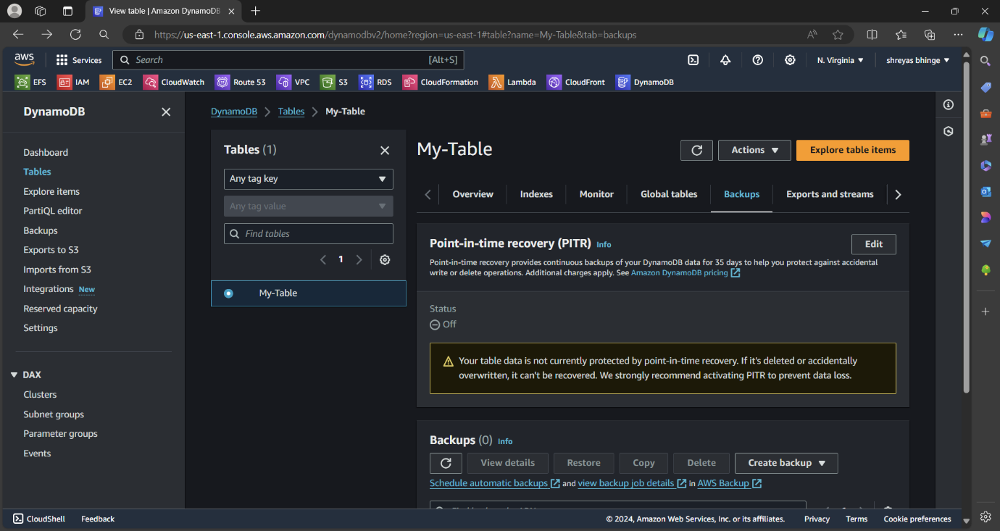 View table | Amazon DynamoDB
https://us-east-1.console.aws.amazon.com/dynamodbv2/home?region=us-east-1#table?name=My-Table&tab=backups
aws
Services
Search
[Alt+S]
N. Virginia
shreyas bhinge
EFS
IAM
EC2
CloudWatch
Route 53
VPC
S3
RDS
CloudFormation
Lambda
CloudFront
DynamoDB
DynamoDB
Dashboard
Tables
Explore items
PartiQL editor
Backups
Exports to S3
Imports from S3
Integrations New
Reserved capacity
Settings
DAX
Clusters
Subnet groups
Parameter groups
Events
DynamoDB
Tables
My-Table
Tables (1)
Any tag key
Any tag value
Find tables
1
My-Table
My-Table
Actions
Explore table items
Overview
Indexes
Monitor
Global tables
Backups
Exports and streams
Point-in-time recovery (PITR) Info
Edit
Point-in-time recovery provides continuous backups of your DynamoDB data for 35 days to help you protect against accidental
write or delete operations. Additional charges apply. See Amazon DynamoDB pricing
Status
Off
Your table data is not currently protected by point-in-time recovery. If it's deleted or accidentally
overwritten, it can't be recovered. We strongly recommend activating PITR to prevent data loss.
Backups (0) Info
View details
Restore
Copy
Delete
Create backup
Schedule automatic backups and view backup job details in AWS Backup
CloudShell
Feedback
© 2024, Amazon Web Services, Inc. or its affiliates.
Privacy
Terms
Cookie preferences